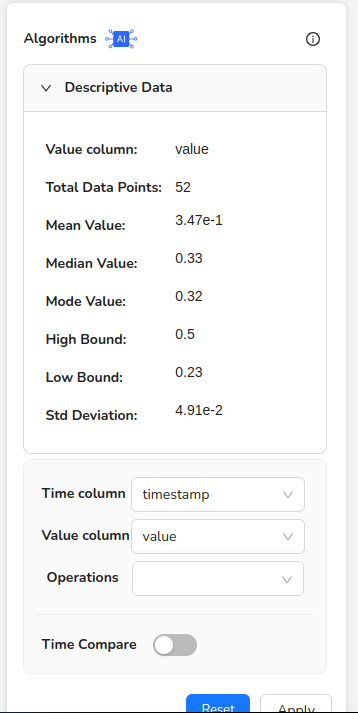 Algorithms AI
Descriptive Data
Value column: value
Total Data Points: 52
Mean Value: 3.47e-1
Median Value: 0.33
Mode Value: 0.32
High Bound: 0.5
Low Bound: 0.23
Std Deviation: 4.91e-2
Time column timestamp
Value column value
Operations
Time Compare
Reset Apply